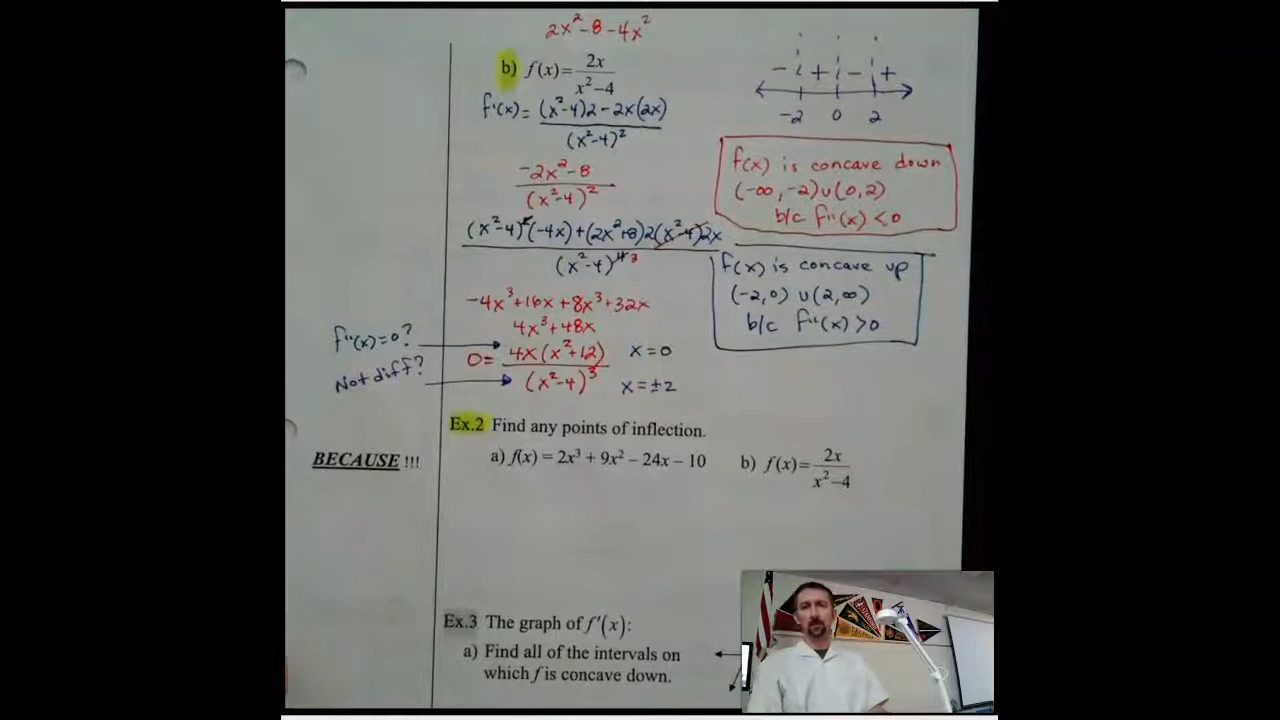 2x²-8-4x²
b) f(x)= 2x / x²-4
f'(x)= (x²-4)2-2x(2x) / (x²-4)²
-2x²-8 / (x²-4)²
(x²-4)²(-4x)+(2x²+8)2(x²-4)2x / (x²-4)⁴ ³
-4x³+16x+8x³+32x
4x³+48x
f''(x)=0?
0= 4x(x²+12) / (x²-4)³
x=0
Not diff?
x=±2
- + - +
-2 0 2
f(x) is concave down
(-∞,-2)∪(0,2)
b/c f''(x)<0
f(x) is concave up
(-2,0) ∪(2,∞)
b/c f''(x)>0
Ex.2 Find any points of inflection.
BECAUSE !!!
a) f(x) = 2x³ + 9x² – 24x – 10
b) f(x)= 2x / x²–4
Ex.3 The graph of f'(x):
a) Find all of the intervals on
which f is concave down.